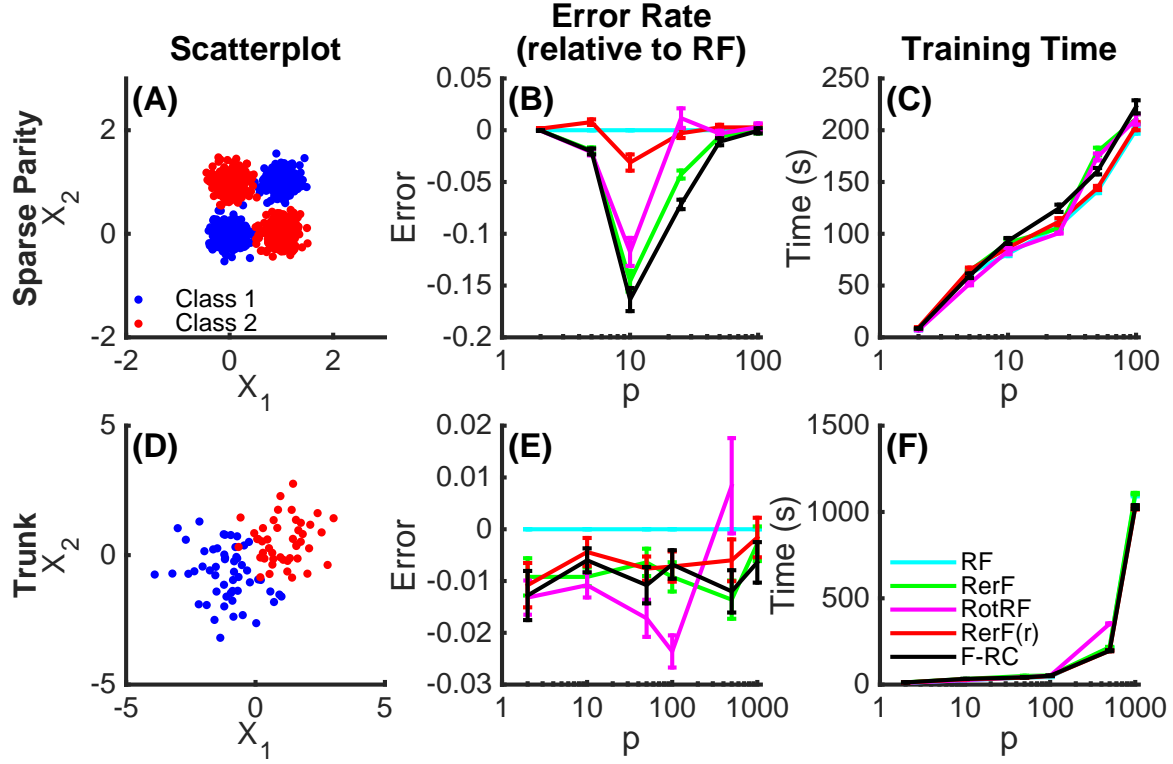 Scatterplot
Error Rate
(relative to RF)
Training Time
Sparse Parity
(A)
X_2
2
0
-2
Class 1
Class 2
-2
0
2
X_1
(B)
Error
0.05
0
-0.05
-0.1
-0.15
-0.2
1
10
100
p
(C)
Time (s)
250
200
150
100
50
0
1
10
100
p
Trunk
(D)
X_2
5
0
-5
-5
0
5
X_1
(E)
Error
0.02
0.01
0
-0.01
-0.02
-0.03
1
10
100
1000
p
(F)
Time (s)
1500
1000
500
0
RF
RerF
RotRF
RerF(r)
F-RC
1
10
100
1000
p